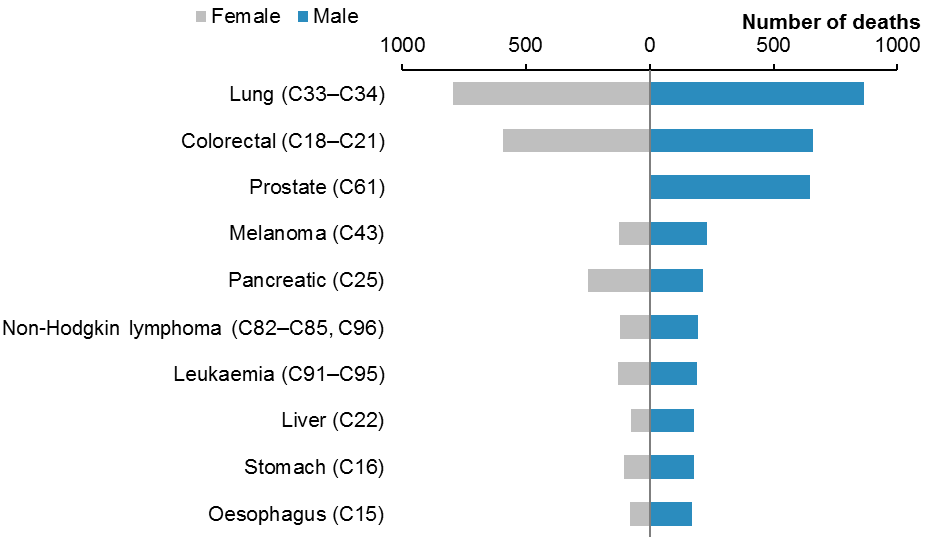 Female Male
Number of deaths
1000 500 0 500 1000
Lung (C33–C34)
Colorectal (C18–C21)
Prostate (C61)
Melanoma (C43)
Pancreatic (C25)
Non-Hodgkin lymphoma (C82–C85, C96)
Leukaemia (C91–C95)
Liver (C22)
Stomach (C16)
Oesophagus (C15)